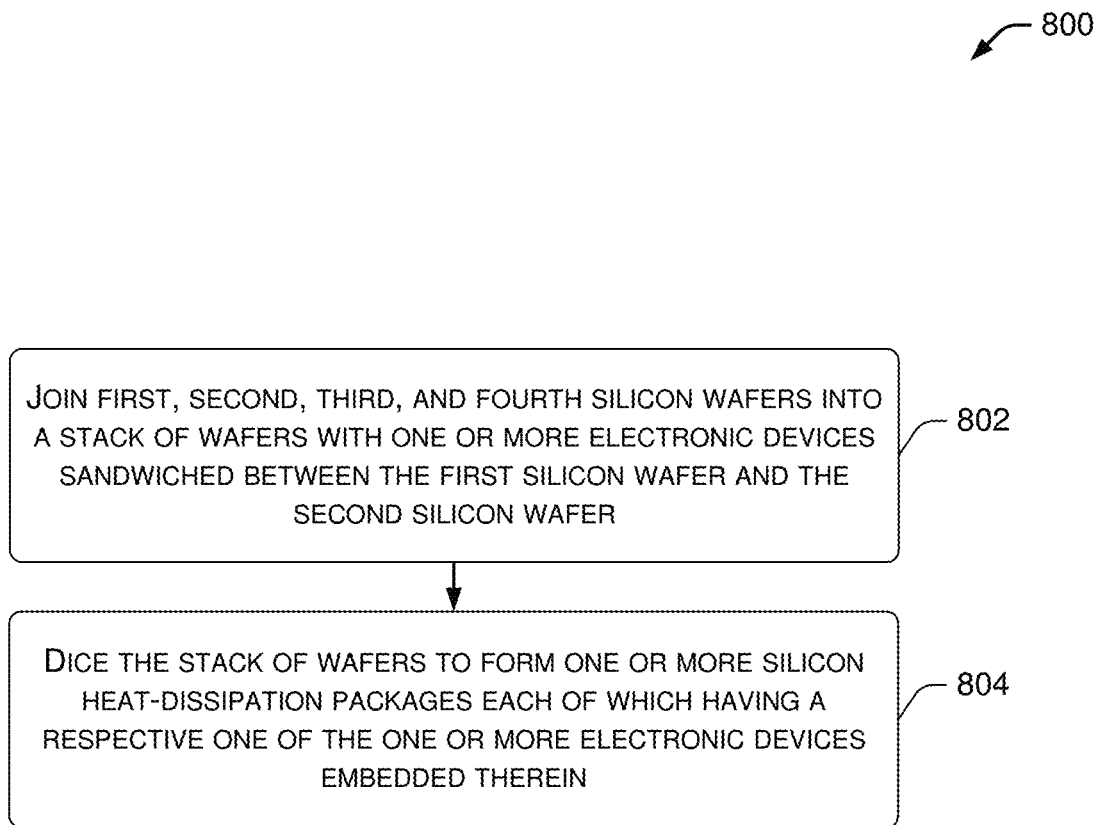 800
JOIN FIRST, SECOND, THIRD, AND FOURTH SILICON WAFERS INTO
A STACK OF WAFERS WITH ONE OR MORE ELECTRONIC DEVICES
SANDWICHED BETWEEN THE FIRST SILICON WAFER AND THE
SECOND SILICON WAFER
802
DICE THE STACK OF WAFERS TO FORM ONE OR MORE SILICON
HEAT-DISSIPATION PACKAGES EACH OF WHICH HAVING A
RESPECTIVE ONE OF THE ONE OR MORE ELECTRONIC DEVICES
EMBEDDED THEREIN
804